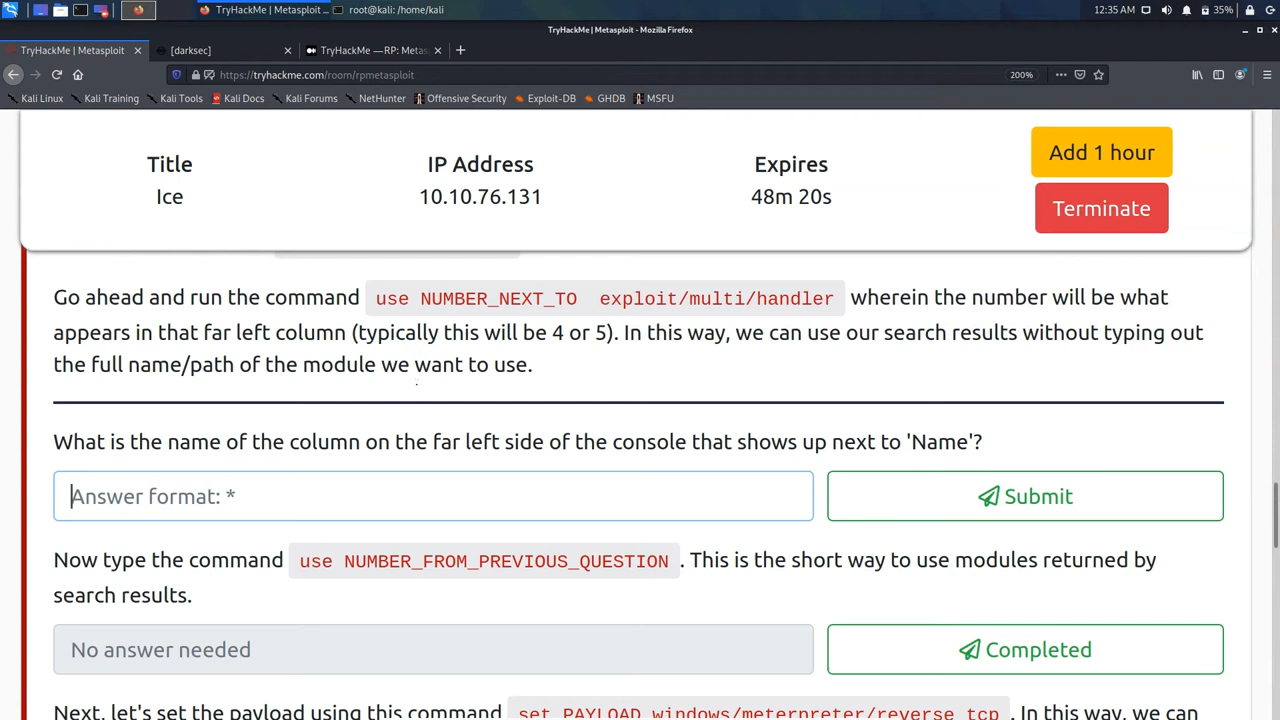 TryHackMe | Metasploit ...
root@kali: /home/kali
12:35 AM
35%
TryHackMe | Metasploit - Mozilla Firefox
TryHackMe | Metasploit
[darksec]
TryHackMe — RP: Metas
https://tryhackme.com/room/rpmetasploit
200%
Kali Linux
Kali Training
Kali Tools
Kali Docs
Kali Forums
NetHunter
Offensive Security
Exploit-DB
GHDB
MSFU
Title
IP Address
Expires
Add 1 hour
Ice
10.10.76.131
48m 20s
Terminate
Go ahead and run the command use NUMBER_NEXT_TO exploit/multi/handler wherein the number will be what
appears in that far left column (typically this will be 4 or 5). In this way, we can use our search results without typing out
the full name/path of the module we want to use.
What is the name of the column on the far left side of the console that shows up next to 'Name'?
Answer format: *
Submit
Now type the command use NUMBER_FROM_PREVIOUS_QUESTION . This is the short way to use modules returned by
search results.
No answer needed
Completed
Next, let's set the payload using this command set PAYLOAD windows/meterpreter/reverse_tcp . In this way, we can